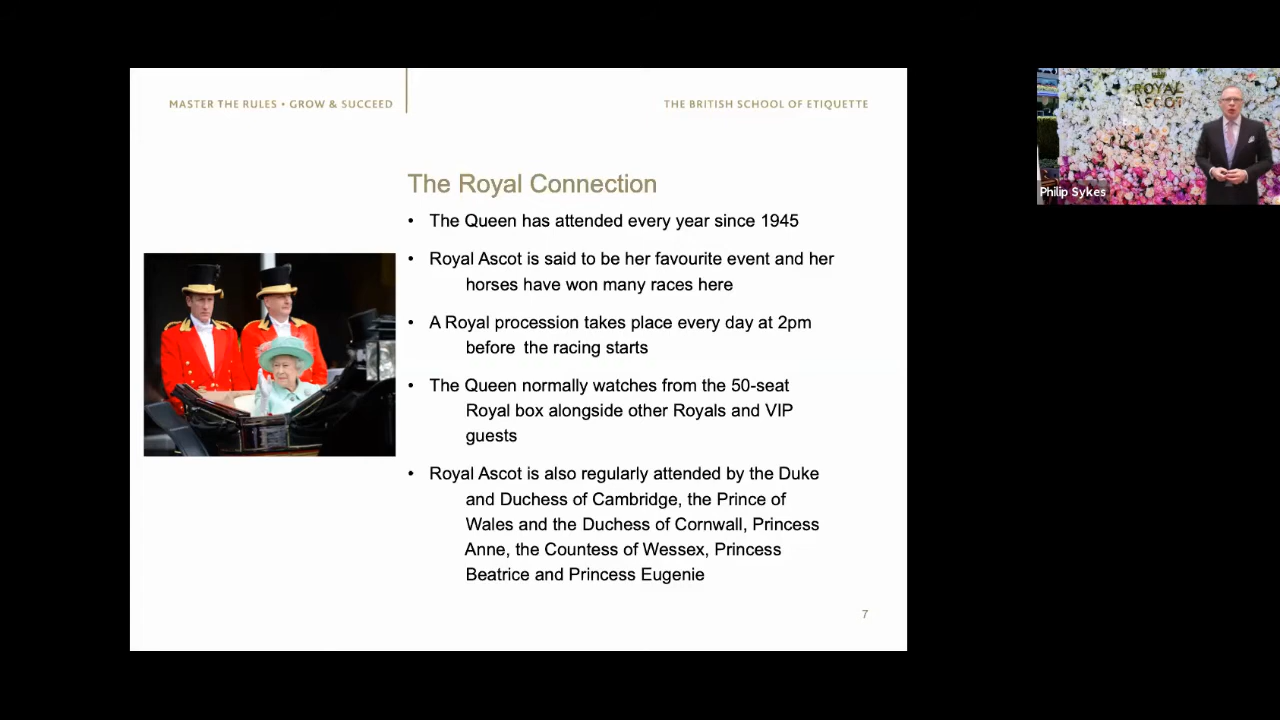 MASTER THE RULES • GROW & SUCCEED
THE BRITISH SCHOOL OF ETIQUETTE
The Royal Connection
• The Queen has attended every year since 1945
• Royal Ascot is said to be her favourite event and her
horses have won many races here
• A Royal procession takes place every day at 2pm
before the racing starts
• The Queen normally watches from the 50-seat
Royal box alongside other Royals and VIP
guests
• Royal Ascot is also regularly attended by the Duke
and Duchess of Cambridge, the Prince of
Wales and the Duchess of Cornwall, Princess
Anne, the Countess of Wessex, Princess
Beatrice and Princess Eugenie
7
ROYAL
ASCOT
Philip Sykes